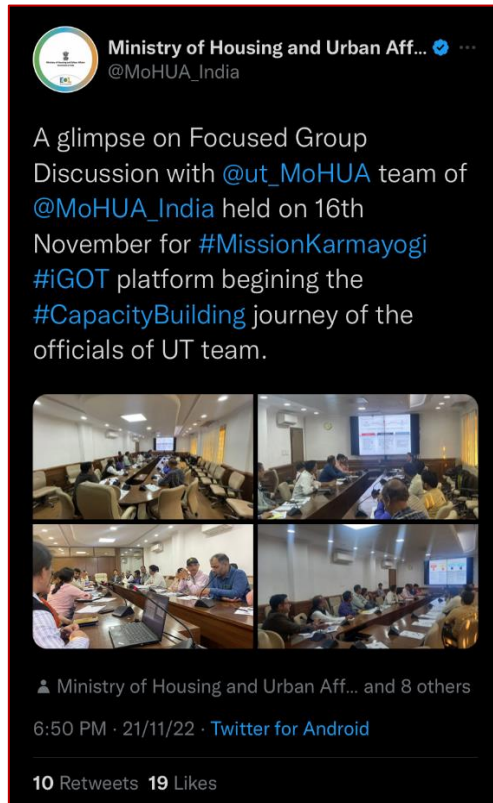 Ministry of Housing and Urban Aff...
@MoHUA_India
A glimpse on Focused Group
Discussion with @ut_MoHUA team of
@MoHUA_India held on 16th
November for #MissionKarmayogi
#iGOT platform begining the
#CapacityBuilding journey of the
officials of UT team.
Ministry of Housing and Urban Aff... and 8 others
6:50 PM · 21/11/22 · Twitter for Android
10 Retweets 19 Likes